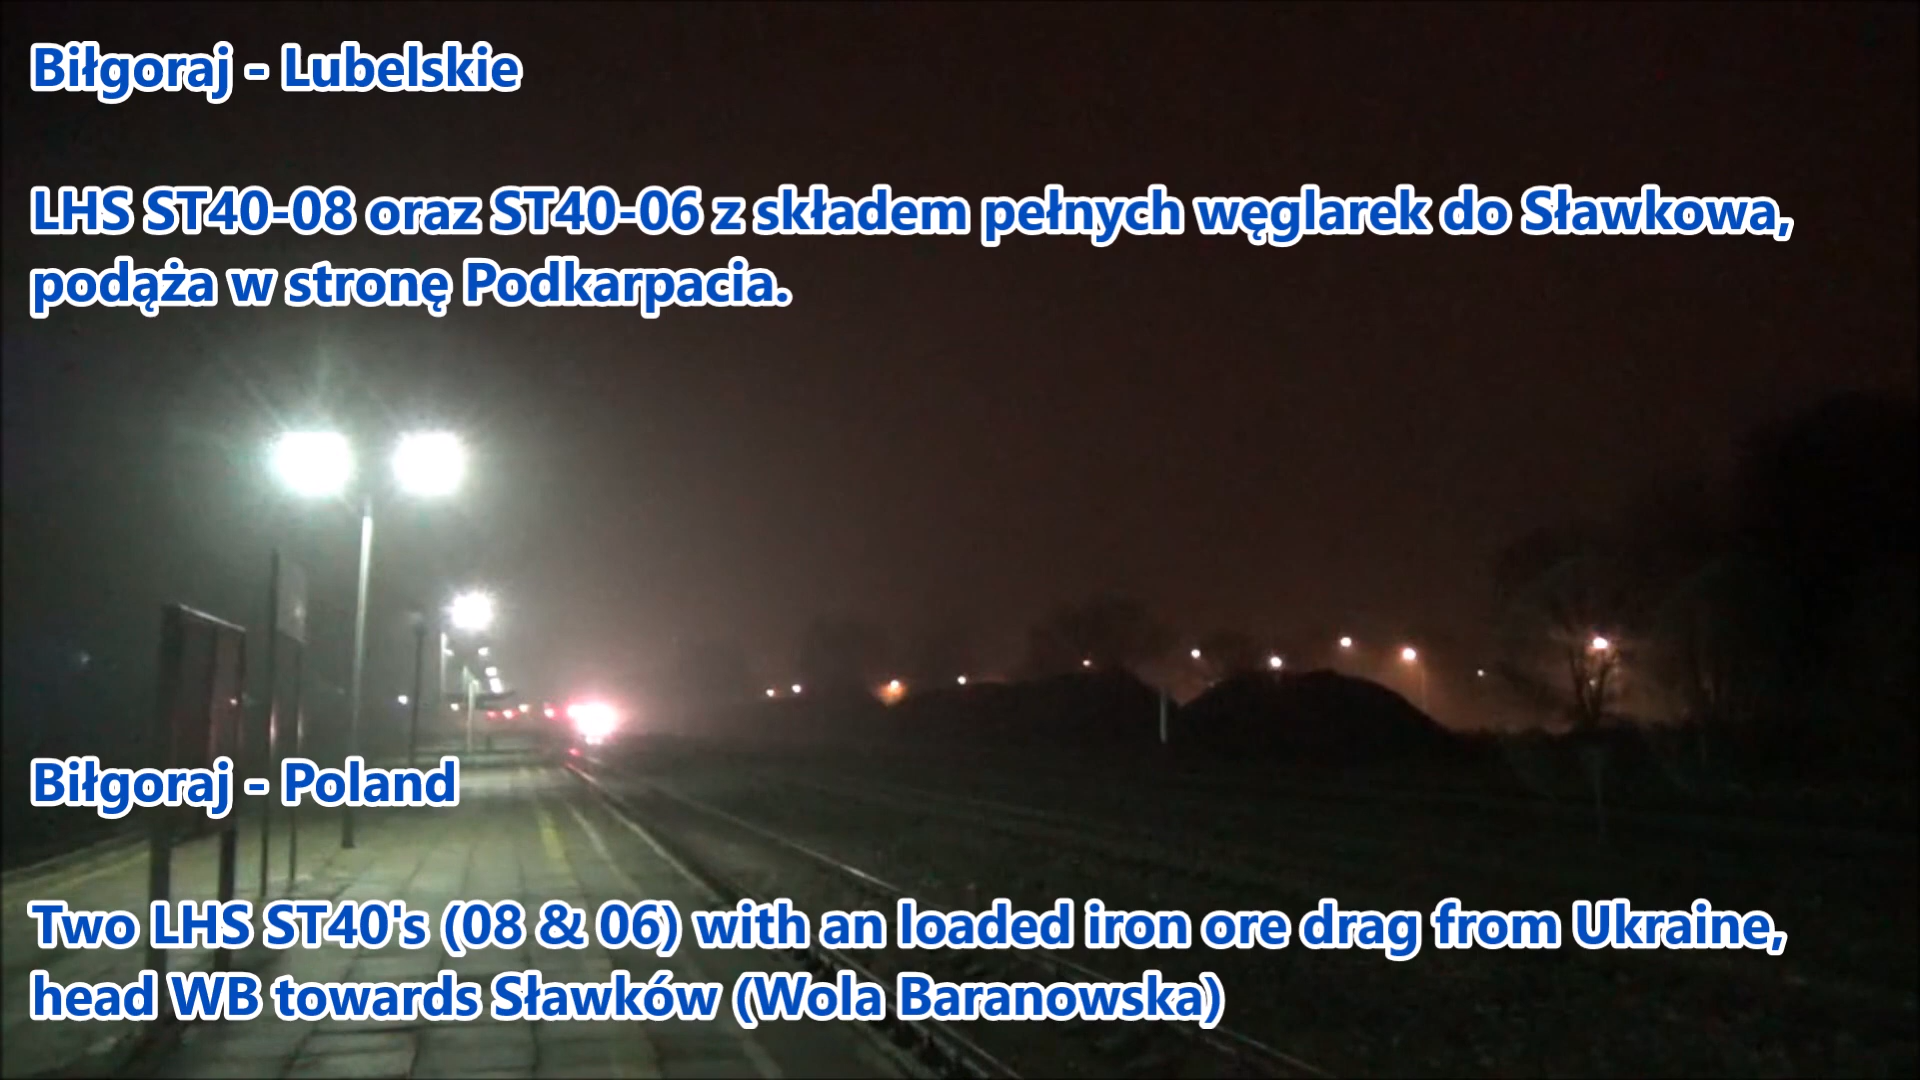 Biłgoraj - Lubelskie
LHS ST40-08 oraz ST40-06 z składem pełnych węglarek do Sławkowa,
podąża w stronę Podkarpacia.
Biłgoraj - Poland
Two LHS ST40's (08 & 06) with an loaded iron ore drag from Ukraine,
head WB towards Sławków (Wola Baranowska)